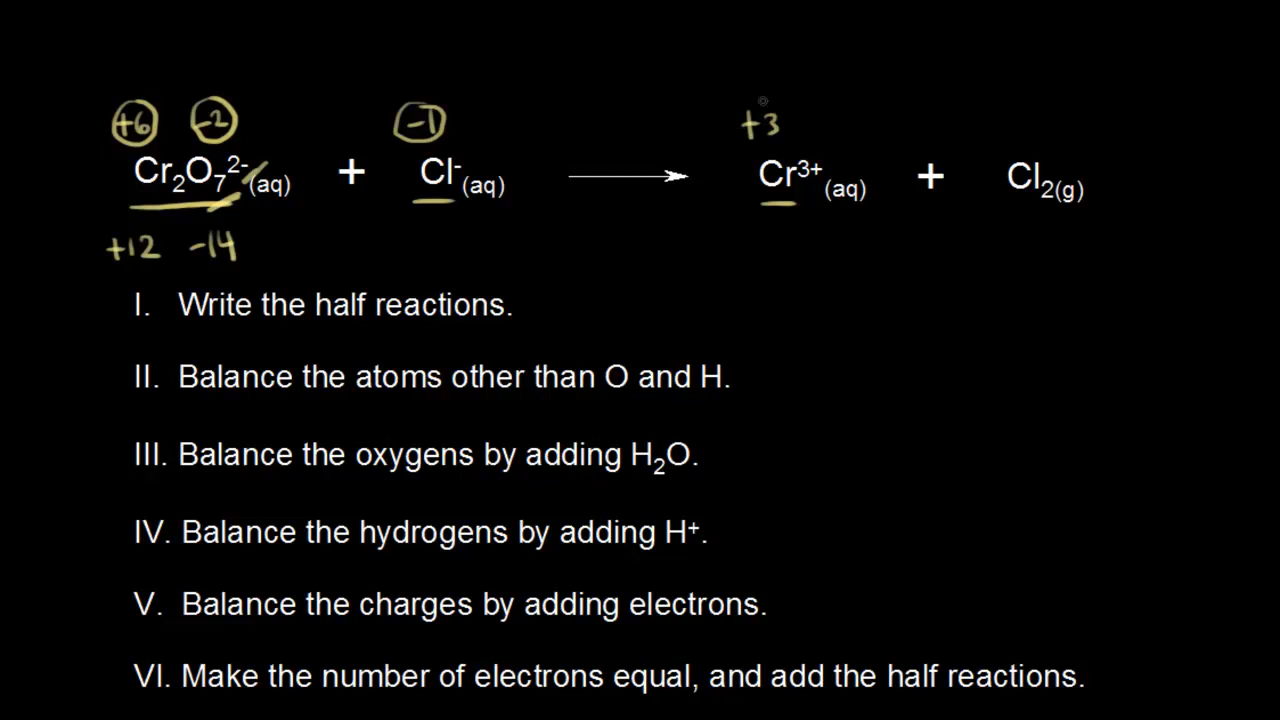 +6 -2 -1 +3
Cr₂O₇²⁻(aq) + Cl⁻(aq) → Cr³⁺(aq) + Cl₂(g)
+12 -14
I. Write the half reactions.
II. Balance the atoms other than O and H.
III. Balance the oxygens by adding H₂O.
IV. Balance the hydrogens by adding H⁺.
V. Balance the charges by adding electrons.
VI. Make the number of electrons equal, and add the half reactions.